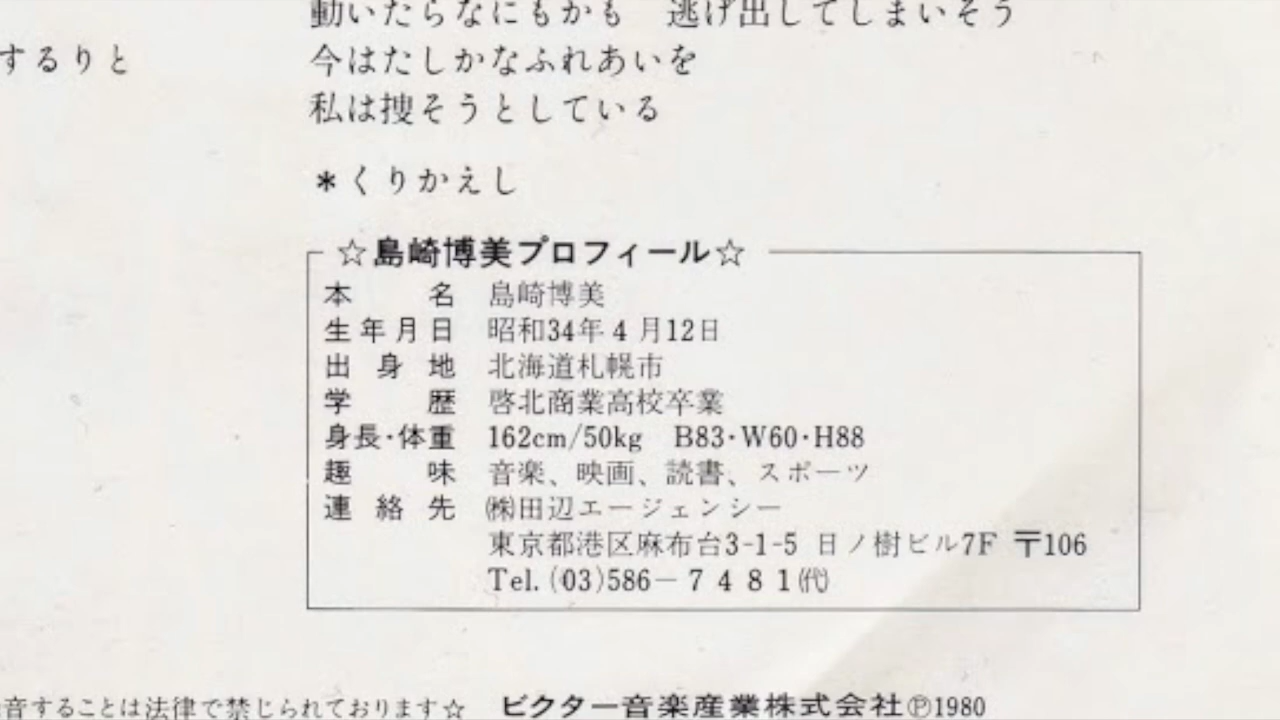 動いたらなにもかも　逃げ出してしまいそう
するりと
今はたしかなふれあいを
私は捜そうとしている
＊くりかえし
☆島崎博美プロフィール☆
本名 島崎博美
生年月日 昭和34年4月12日
出身地 北海道札幌市
学歴 啓北商業高校卒業
身長・体重 162cm/50kg　B83・W60・H88
趣味 音楽、映画、読書、スポーツ
連絡先 ㈱田辺エージェンシー
東京都港区麻布台3-1-5 日ノ樹ビル7F 〒106
Tel.(03)586－7481㈹
音することは法律で禁じられております☆ ビクター音楽産業株式会社Ⓟ1980